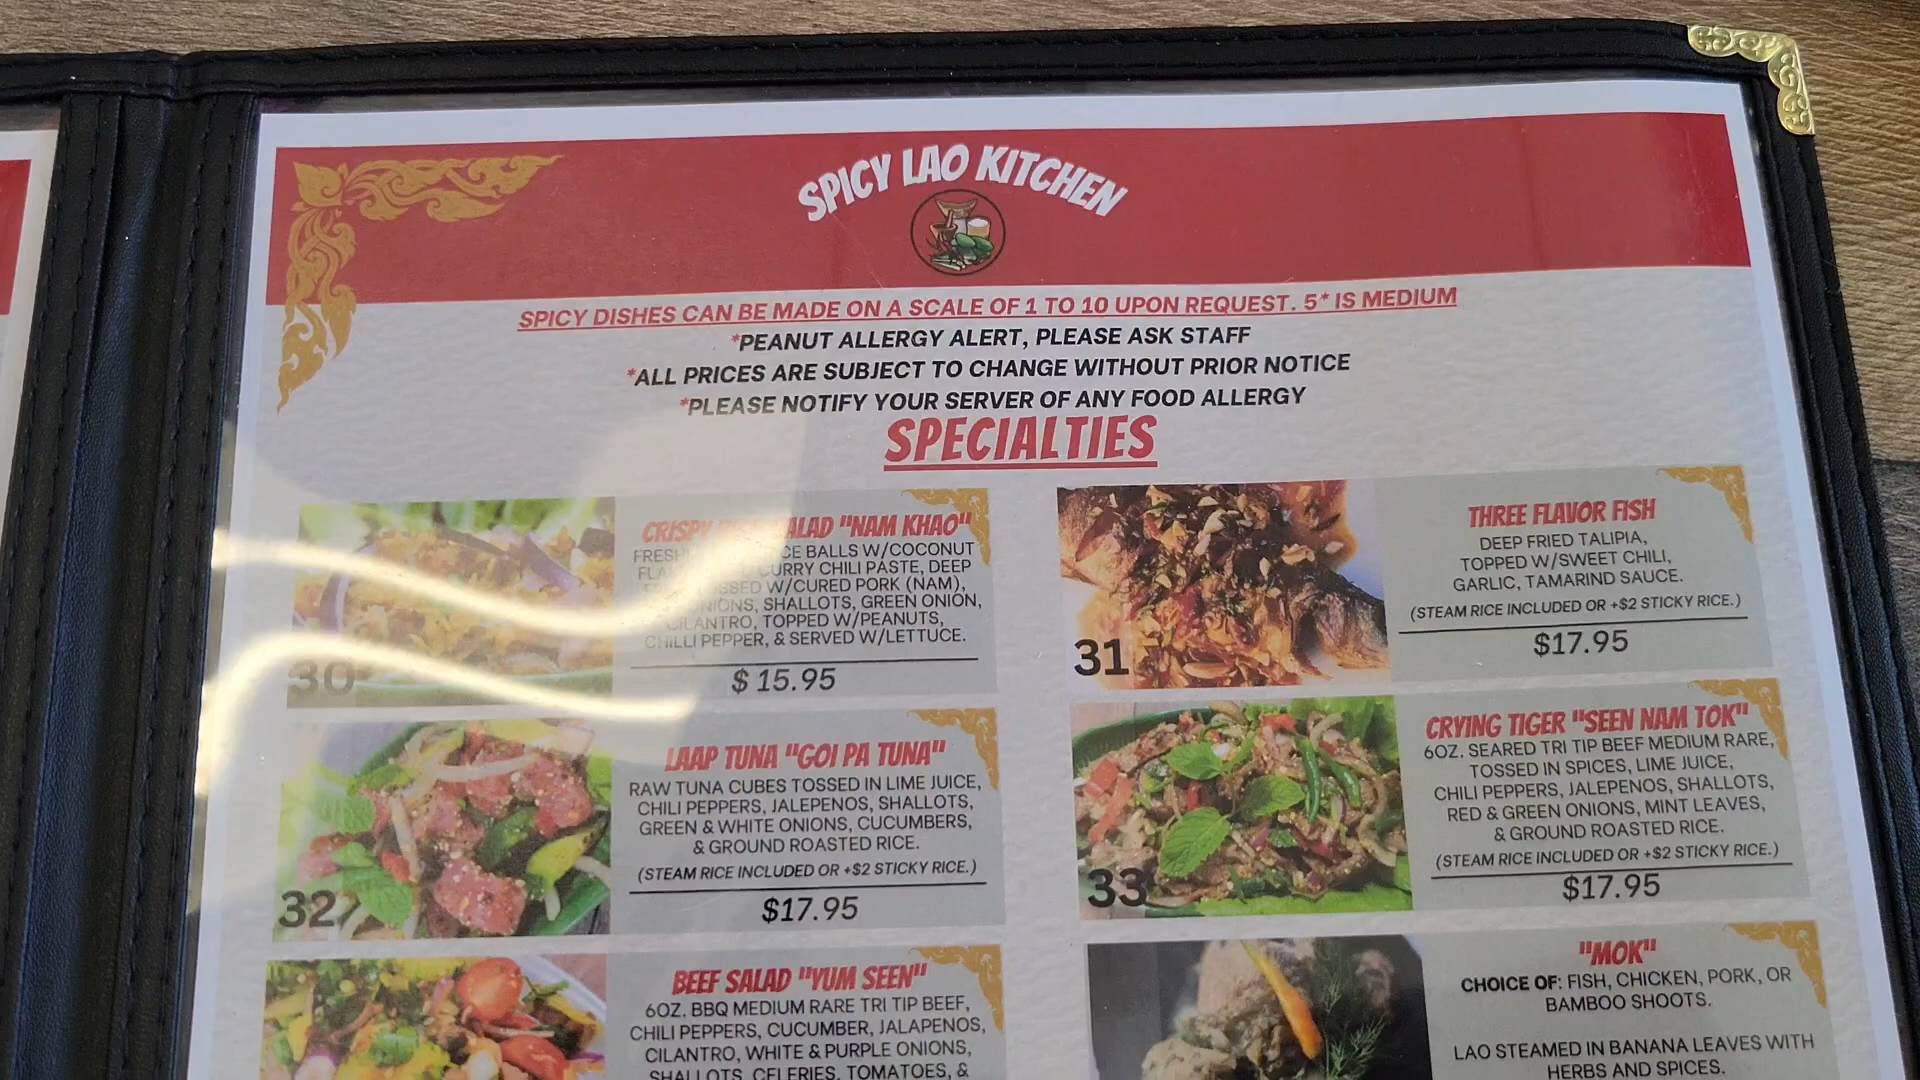 SPICY LAO KITCHEN
SPICY DISHES CAN BE MADE ON A SCALE OF 1 TO 10 UPON REQUEST. 5* IS MEDIUM
*PEANUT ALLERGY ALERT, PLEASE ASK STAFF
*ALL PRICES ARE SUBJECT TO CHANGE WITHOUT PRIOR NOTICE
*PLEASE NOTIFY YOUR SERVER OF ANY FOOD ALLERGY
SPECIALTIES
30
CRISPY "NAM KHAO"
BALLS W/COCONUT
CURRY CHILI PASTE, DEEP
W/CURED PORK (NAM),
ONIONS, SHALLOTS, GREEN ONION,
CILANTRO, TOPPED W/PEANUTS,
CHILLI PEPPER, & SERVED W/LETTUCE.
$ 15.95
31
THREE FLAVOR FISH
DEEP FRIED TALIPIA,
TOPPED W/SWEET CHILI,
GARLIC, TAMARIND SAUCE.
(STEAM RICE INCLUDED OR +$2 STICKY RICE.)
$17.95
32
LAAP TUNA "GOI PA TUNA"
RAW TUNA CUBES TOSSED IN LIME JUICE,
CHILI PEPPERS, JALEPENOS, SHALLOTS,
GREEN & WHITE ONIONS, CUCUMBERS,
& GROUND ROASTED RICE.
(STEAM RICE INCLUDED OR +$2 STICKY RICE.)
$17.95
33
CRYING TIGER "SEEN NAM TOK"
6OZ. SEARED TRI TIP BEEF MEDIUM RARE,
TOSSED IN SPICES, LIME JUICE,
CHILI PEPPERS, JALEPENOS, SHALLOTS,
RED & GREEN ONIONS, MINT LEAVES,
& GROUND ROASTED RICE.
(STEAM RICE INCLUDED OR +$2 STICKY RICE.)
$17.95
BEEF SALAD "YUM SEEN"
6OZ. BBQ MEDIUM RARE TRI TIP BEEF,
CHILI PEPPERS, CUCUMBER, JALAPENOS,
CILANTRO, WHITE & PURPLE ONIONS,
SHALLOTS, CELERIES, TOMATOES, &
"MOK"
CHOICE OF: FISH, CHICKEN, PORK, OR
BAMBOO SHOOTS.
LAO STEAMED IN BANANA LEAVES WITH
HERBS AND SPICES.